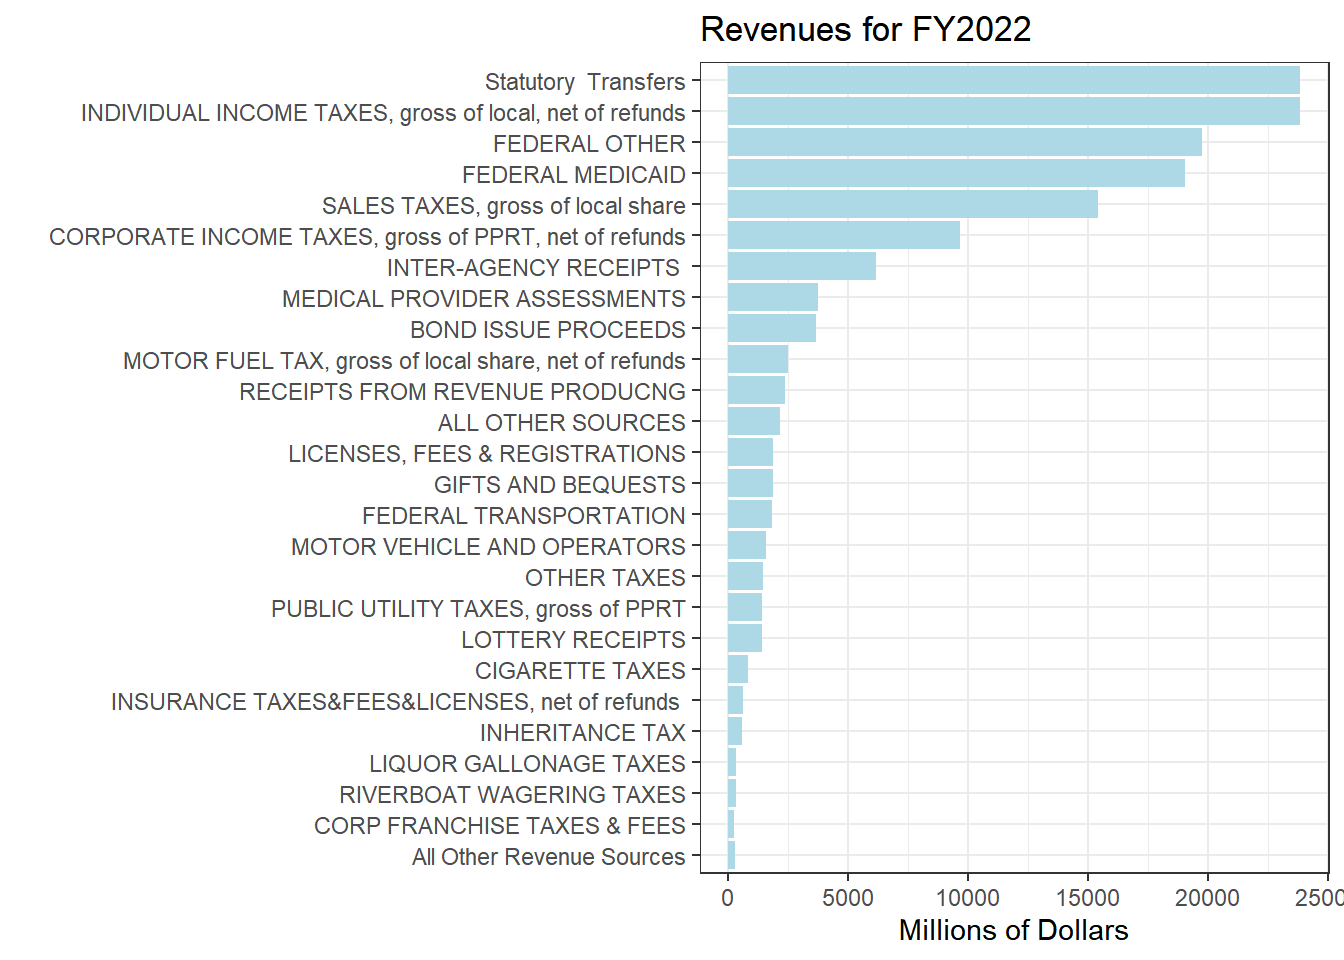 Revenues for FY2022
Statutory  Transfers
INDIVIDUAL INCOME TAXES, gross of local, net of refunds
FEDERAL OTHER
FEDERAL MEDICAID
SALES TAXES, gross of local share
CORPORATE INCOME TAXES, gross of PPRT, net of refunds
INTER-AGENCY RECEIPTS
MEDICAL PROVIDER ASSESSMENTS
BOND ISSUE PROCEEDS
MOTOR FUEL TAX, gross of local share, net of refunds
RECEIPTS FROM REVENUE PRODUCNG
ALL OTHER SOURCES
LICENSES, FEES & REGISTRATIONS
GIFTS AND BEQUESTS
FEDERAL TRANSPORTATION
MOTOR VEHICLE AND OPERATORS
OTHER TAXES
PUBLIC UTILITY TAXES, gross of PPRT
LOTTERY RECEIPTS
CIGARETTE TAXES
INSURANCE TAXES&FEES&LICENSES, net of refunds
INHERITANCE TAX
LIQUOR GALLONAGE TAXES
RIVERBOAT WAGERING TAXES
CORP FRANCHISE TAXES & FEES
All Other Revenue Sources
0 5000 10000 15000 20000 2500
Millions of Dollars